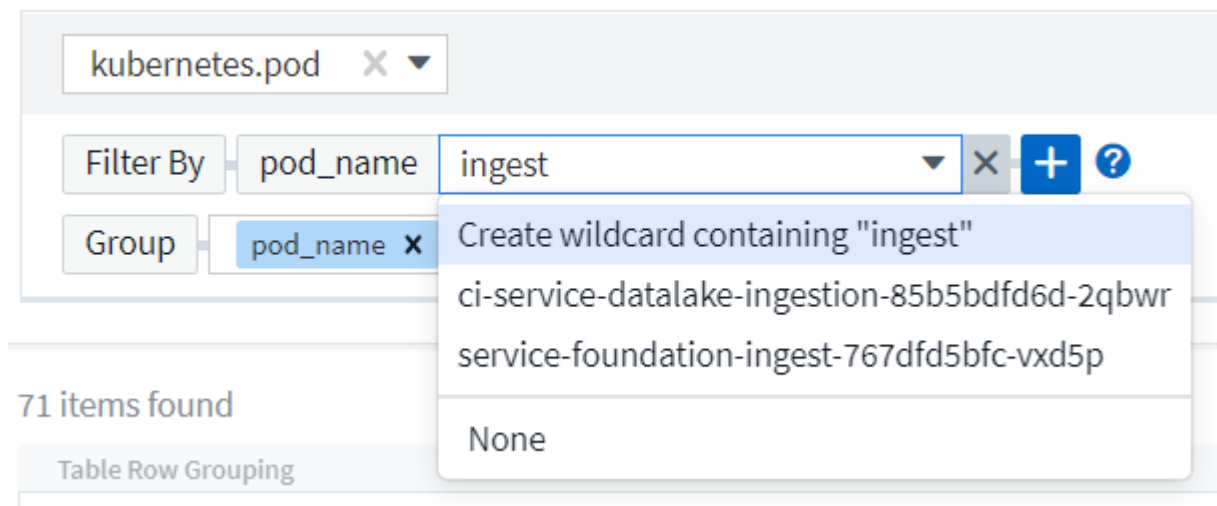 kubernetes.pod
Filter By pod_name ingest
Group pod_name
Create wildcard containing "ingest"
ci-service-datalake-ingestion-85b5bdfd6d-2qbwr
service-foundation-ingest-767dfd5bfc-vxd5p
None
71 items found
Table Row Grouping